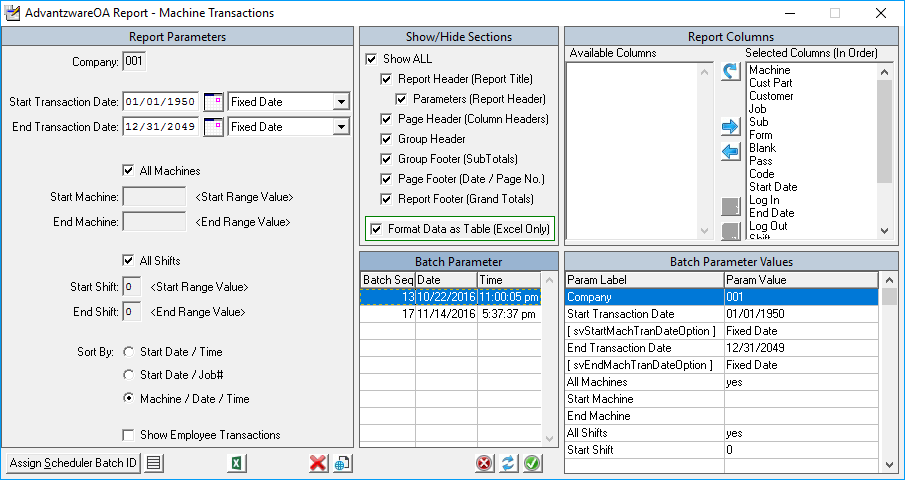 AdvantzwareOA Report - Machine Transactions
Report Parameters
Company: 001
Start Transaction Date: 01/01/1950 Fixed Date
End Transaction Date: 12/31/2049 Fixed Date
All Machines
Start Machine: <Start Range Value>
End Machine: <End Range Value>
All Shifts
Start Shift: 0 <Start Range Value>
End Shift: 0 <End Range Value>
Sort By: Start Date / Time
Start Date / Job#
Machine / Date / Time
Show Employee Transactions
Assign Scheduler Batch ID
Show/Hide Sections
Show ALL
Report Header (Report Title)
Parameters (Report Header)
Page Header (Column Headers)
Group Header
Group Footer (SubTotals)
Page Footer (Date / Page No.)
Report Footer (Grand Totals)
Format Data as Table (Excel Only)
Batch Parameter
Batch Seq Date Time
13 10/22/2016 11:00:05 pm
17 11/14/2016 5:37:37 pm
Report Columns
Available Columns
Selected Columns (In Order)
Machine
Cust Part
Customer
Job
Sub
Form
Blank
Pass
Code
Start Date
Log In
End Date
Log Out
Shift
Batch Parameter Values
Param Label Param Value
Company 001
Start Transaction Date 01/01/1950
[ svStartMachTranDateOption ] Fixed Date
End Transaction Date 12/31/2049
[ svEndMachTranDateOption ] Fixed Date
All Machines yes
Start Machine
End Machine
All Shifts yes
Start Shift 0